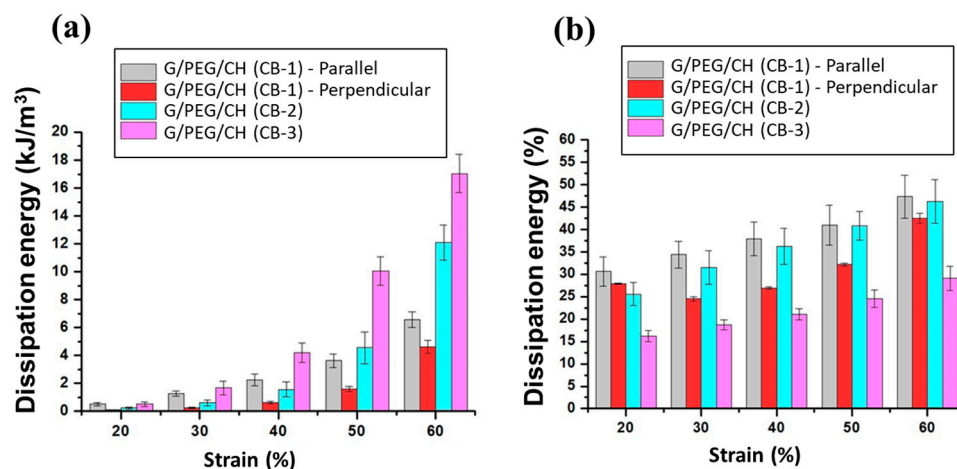 (a)
G/PEG/CH (CB-1) - Parallel
G/PEG/CH (CB-1) - Perpendicular
G/PEG/CH (CB-2)
G/PEG/CH (CB-3)
Dissipation energy (kJ/m³)
20
18
16
14
12
10
8
6
4
2
0
20 30 40 50 60
Strain (%)
(b)
G/PEG/CH (CB-1) - Parallel
G/PEG/CH (CB-1) - Perpendicular
G/PEG/CH (CB-2)
G/PEG/CH (CB-3)
Dissipation energy (%)
60
55
50
45
40
35
30
25
20
15
10
5
0
20 30 40 50 60
Strain (%)